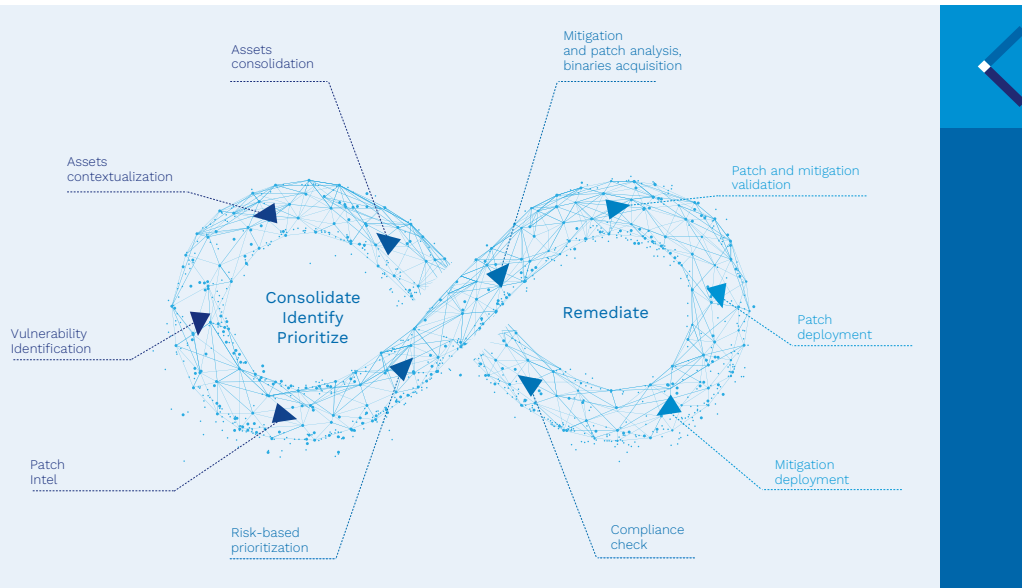 Assets
consolidation
Mitigation
and patch analysis,
binaries acquisition
Assets
contextualization
Patch and mitigation
validation
Consolidate
Identify
Prioritize
Remediate
Vulnerability
Identification
Patch
deployment
Patch
Intel
Mitigation
deployment
Risk-based
prioritization
Compliance
check